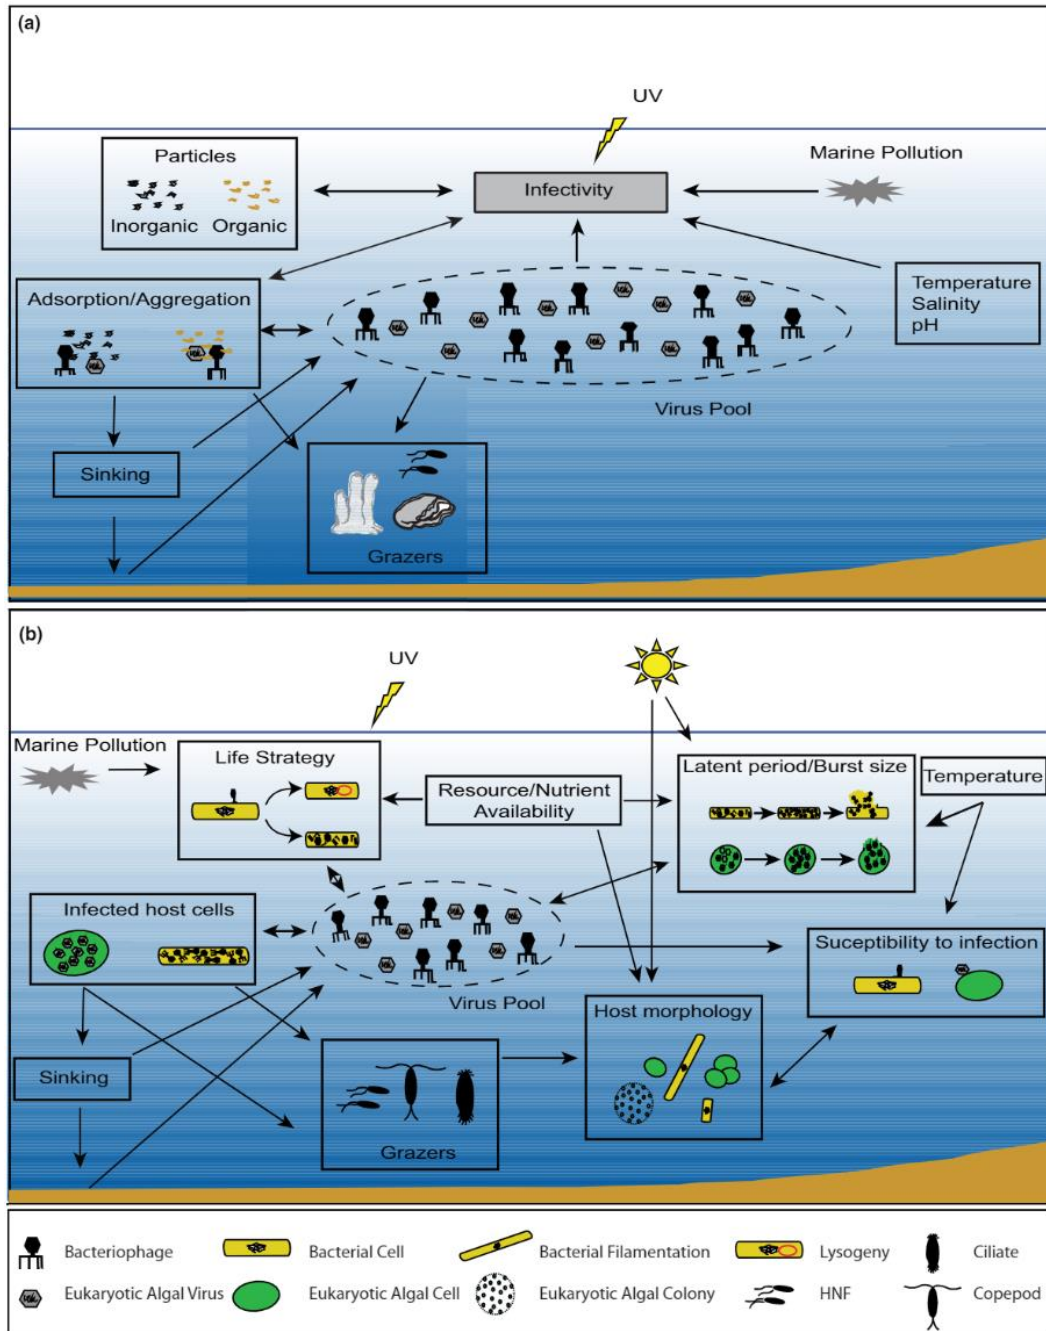 (a)
UV
Particles
Inorganic Organic
Marine Pollution
Infectivity
Adsorption/Aggregation
Temperature
Salinity
pH
Virus Pool
Sinking
Grazers
(b)
UV
Marine Pollution
Life Strategy
Resource/Nutrient
Availability
Latent period/Burst size
Temperature
Infected host cells
Virus Pool
Suceptibility to infection
Host morphology
Sinking
Grazers
Bacteriophage
Bacterial Cell
Bacterial Filamentation
Lysogeny
Ciliate
Eukaryotic Algal Virus
Eukaryotic Algal Cell
Eukaryotic Algal Colony
HNF
Copepod